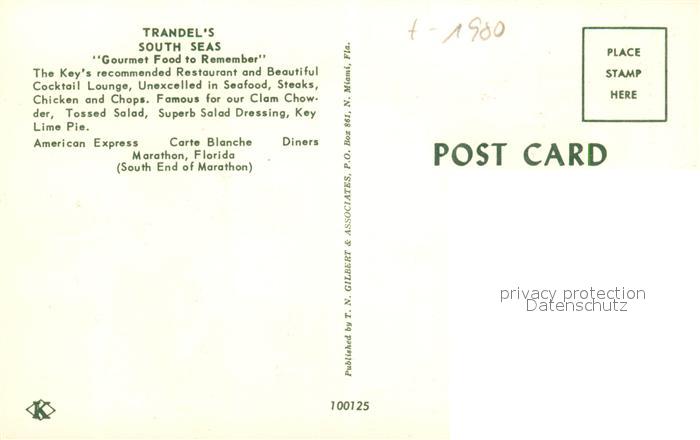 TRANDEL'S
SOUTH SEAS
"Gourmet Food to Remember"
The Key's recommended Restaurant and Beautiful
Cocktail Lounge, Unexcelled in Seafood, Steaks,
Chicken and Chops. Famous for our Clam Chow-
der, Tossed Salad, Superb Salad Dressing, Key
Lime Pie.
American Express Carte Blanche Diners
Marathon, Florida
(South End of Marathon)
K
Published by T. N. GILBERT & ASSOCIATES, P.O. Box 861, N. Miami, Fla.
100125
PLACE
STAMP
HERE
POST CARD
privacy protection
Datenschutz